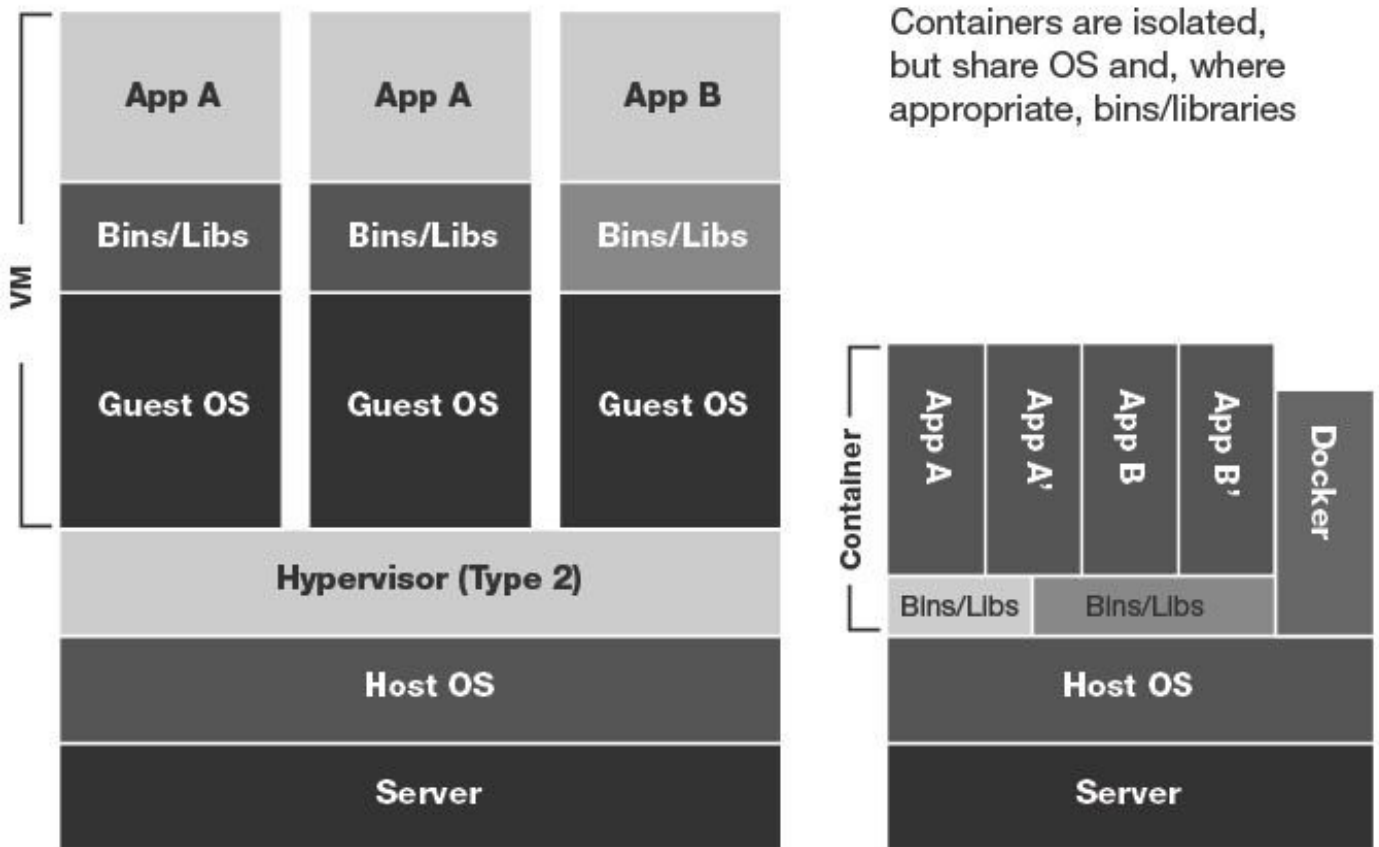 Containers are isolated,
but share OS and, where
appropriate, bins/libraries
VM
App A
App A
App B
Bins/Libs
Bins/Libs
Bins/Libs
Guest OS
Guest OS
Guest OS
Hypervisor (Type 2)
Host OS
Server
Container
App A
App A’
App B
App B’
Docker
Bins/Libs
Bins/Libs
Host OS
Server